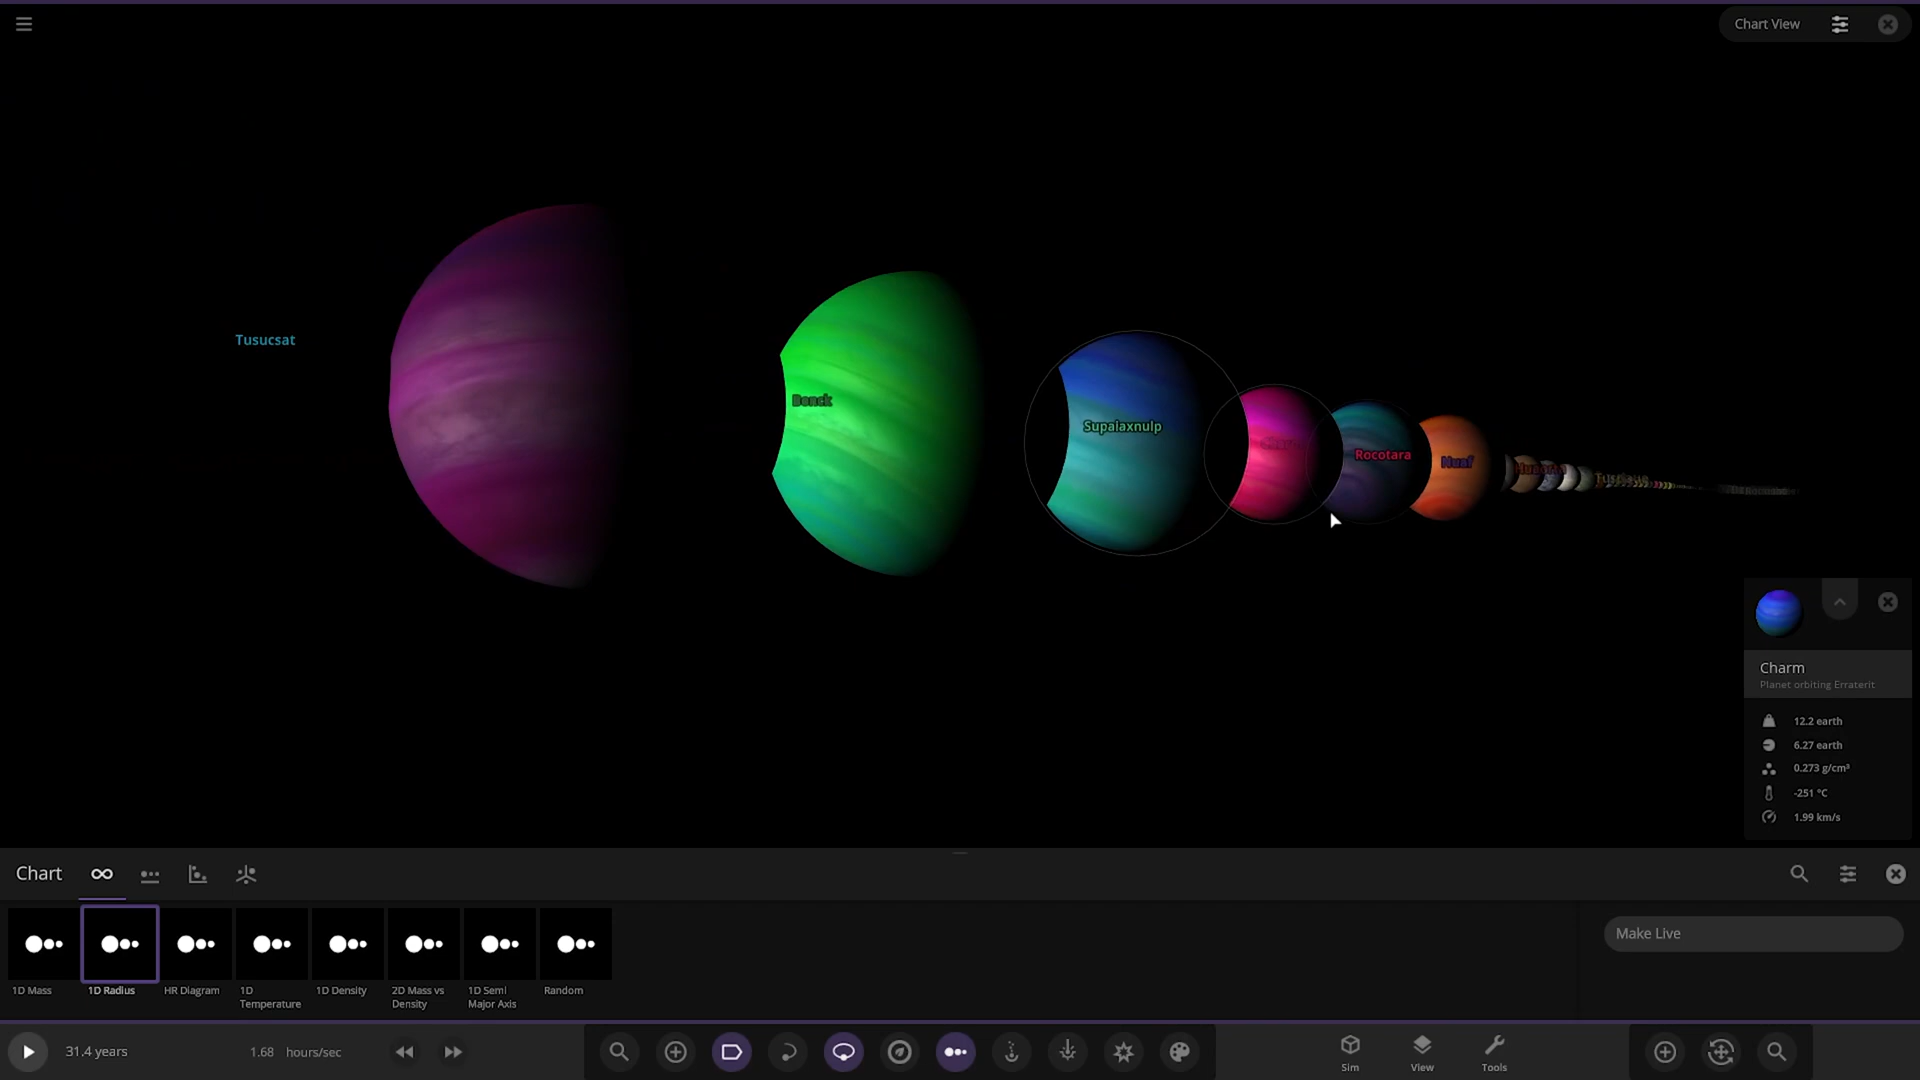 Chart View
Tusucsat
Bonck
Supaiaxnulp
Rocotara
Nuaf
Charm
Planet orbiting Erraterit
12.2 earth
6.27 earth
0.273 g/cm³
-251 °C
1.99 km/s
Chart
Make Live
1D Mass
1D Radius
HR Diagram
1D
Temperature
1D Density
2D Mass vs
Density
1D Semi
Major Axis
Random
31.4 years
1.68 hours/sec
Sim
View
Tools